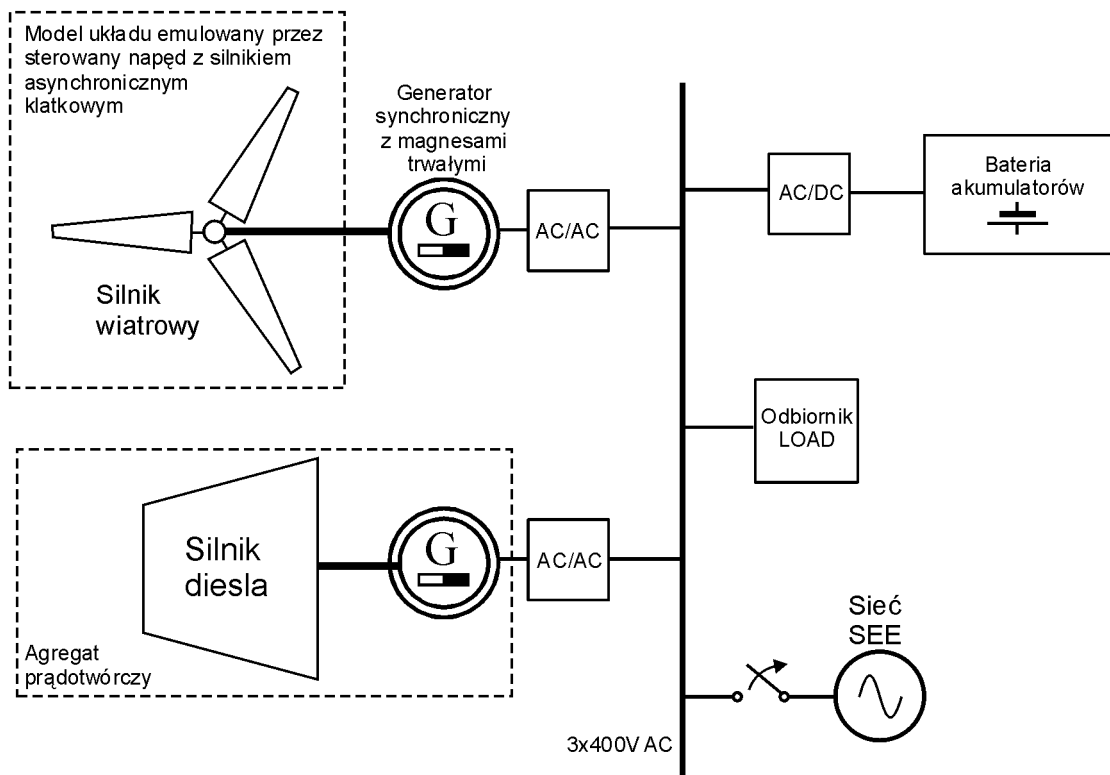 Model układu emulowany przez
sterowany napęd z silnikiem
asynchronicznym
klatkowym
Generator
synchroniczny
z magnesami
trwałymi
G
AC/AC
Silnik
wiatrowy
AC/DC
Bateria
akumulatorów
Odbiornik
LOAD
Silnik
diesla
G
AC/AC
Agregat
prądotwórczy
Sieć
SEE
3x400V AC